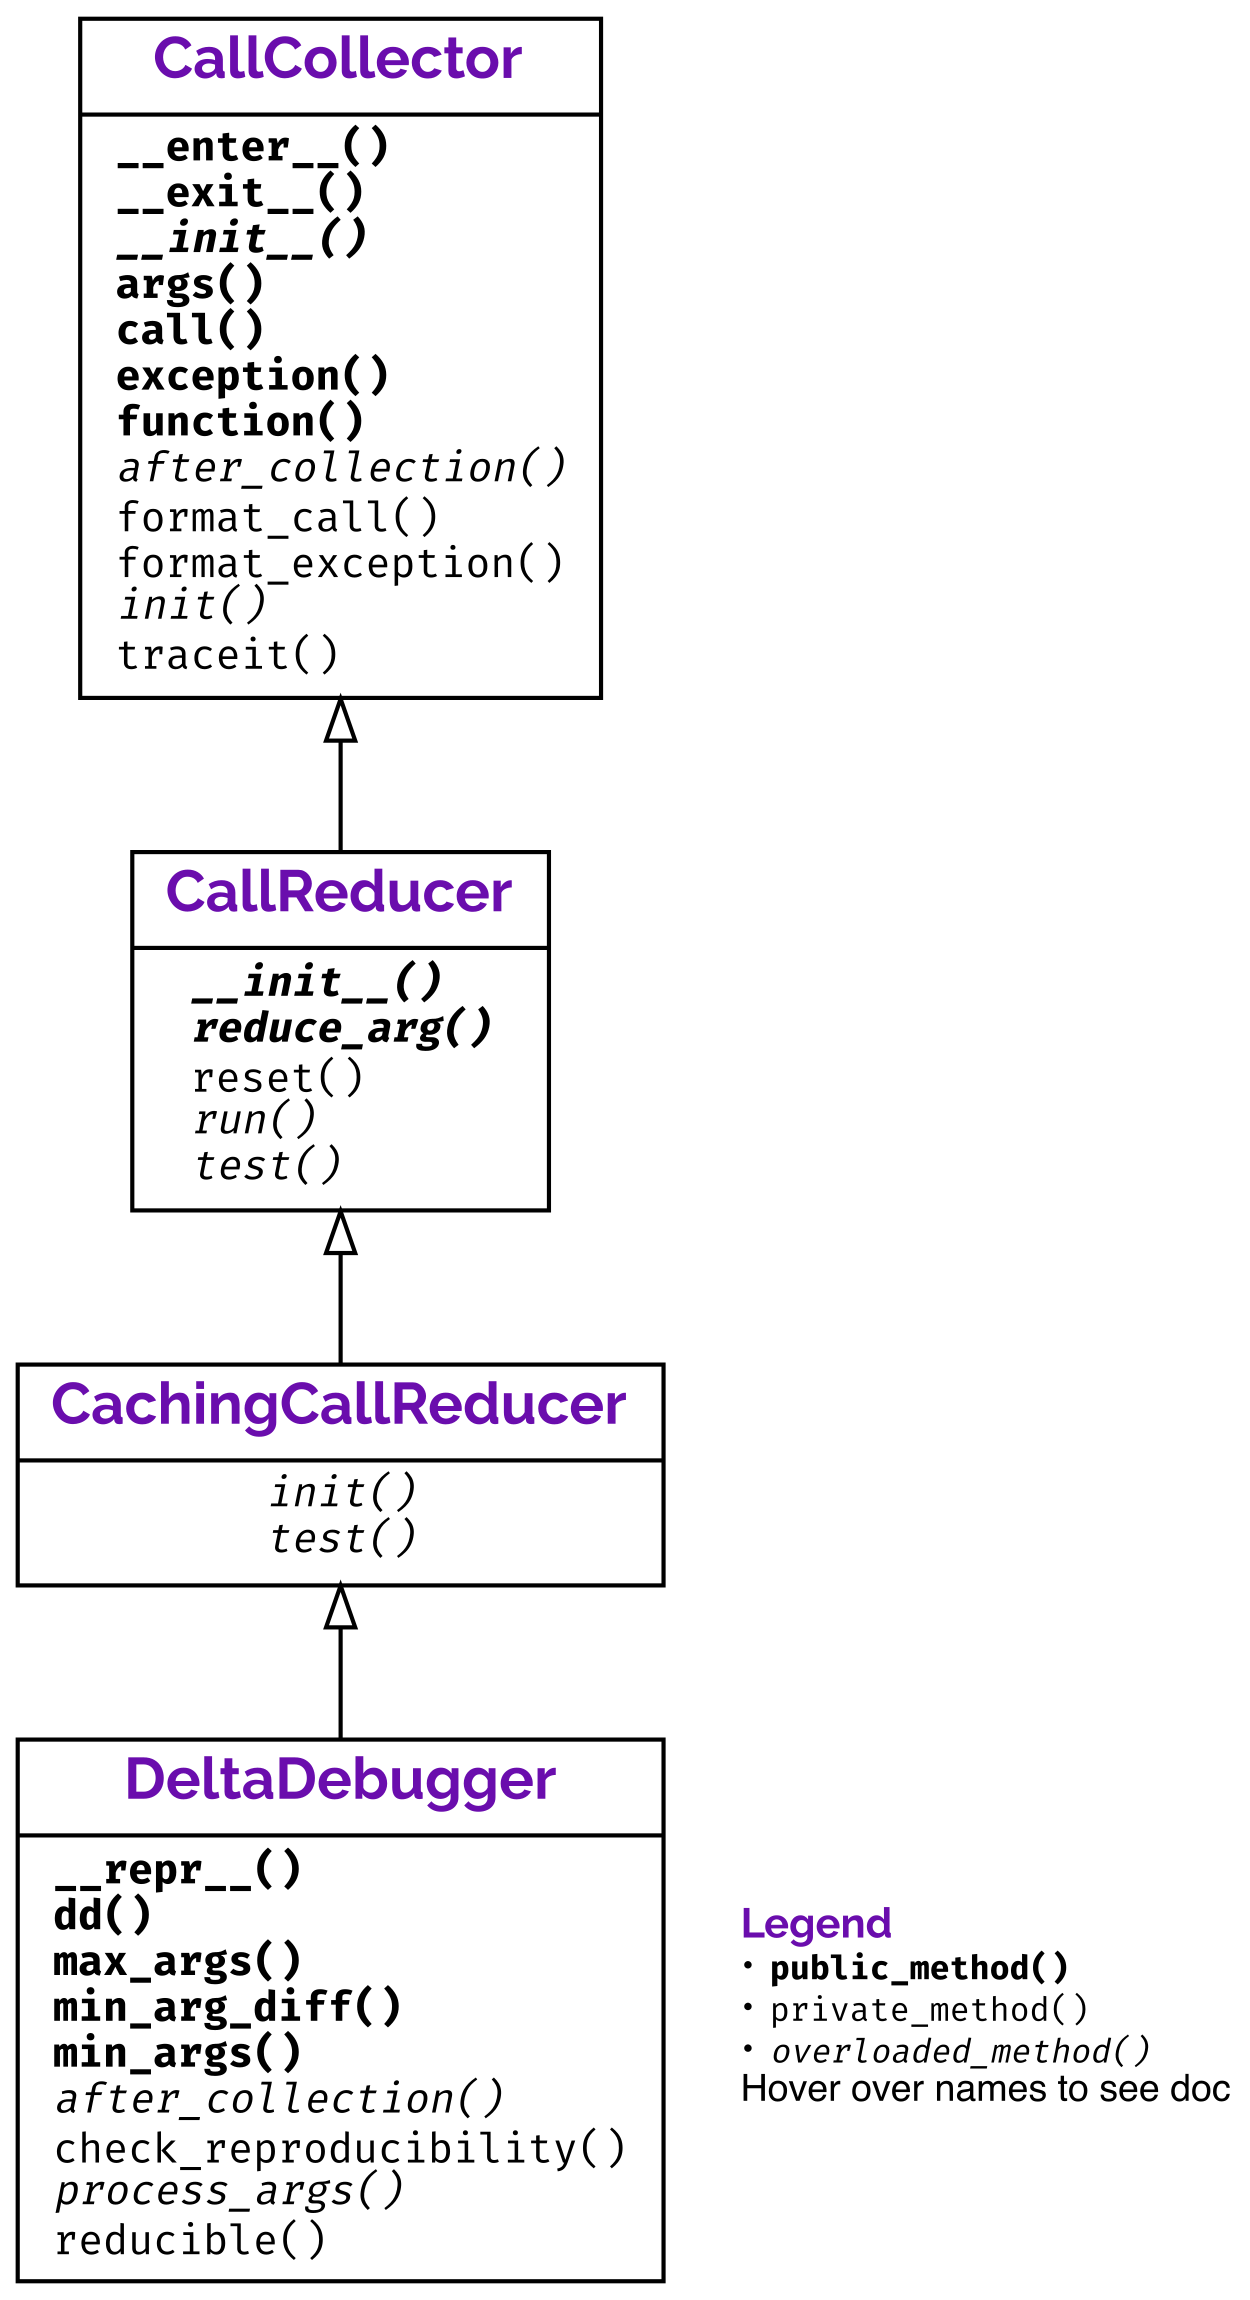 CallCollector
__enter__()
__exit__()
__init__()
args()
call()
exception()
function()
after_collection()
format_call()
format_exception()
init()
traceit()
CallReducer
__init__()
reduce_arg()
reset()
run()
test()
CachingCallReducer
init()
test()
DeltaDebugger
__repr__()
dd()
max_args()
min_arg_diff()
min_args()
after_collection()
check_reproducibility()
process_args()
reducible()
Legend
• public_method()
• private_method()
• overloaded_method()
Hover over names to see doc